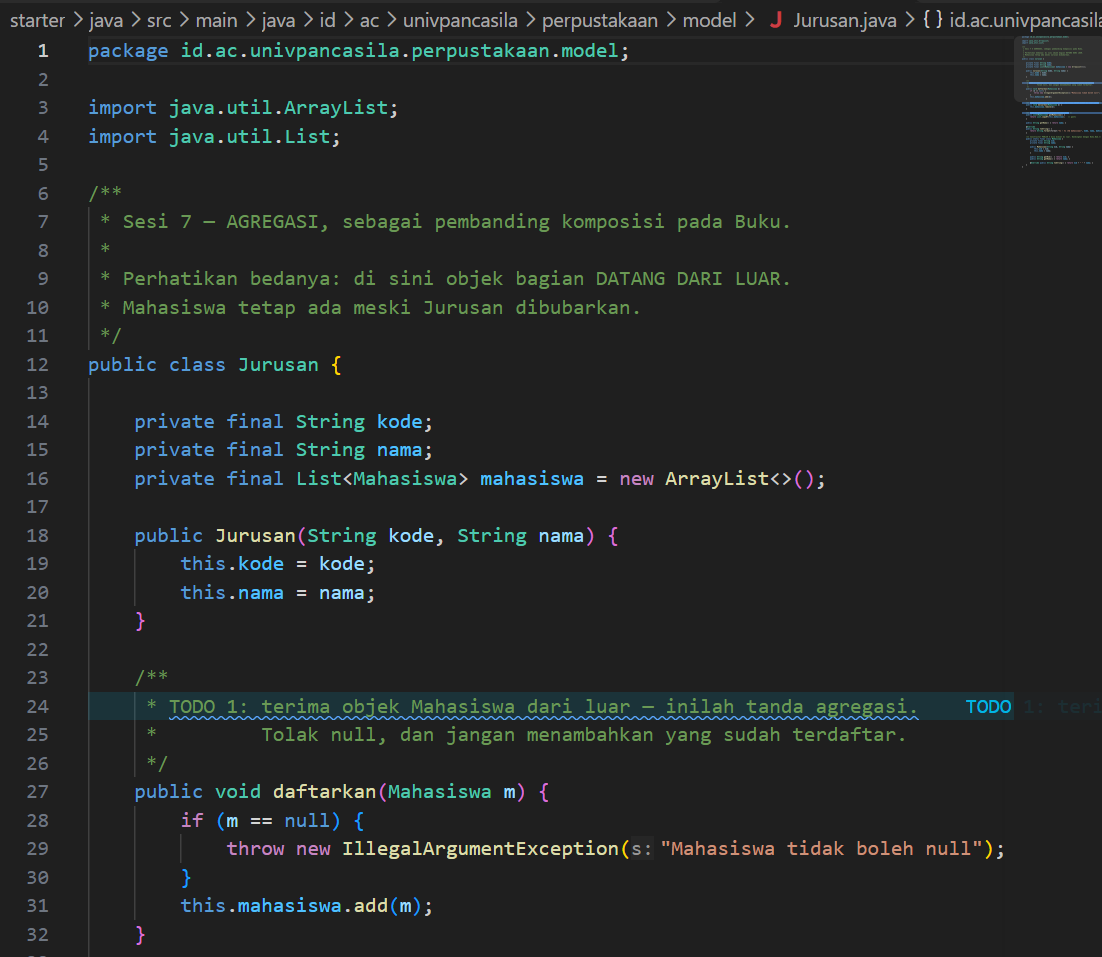 starter > java > src > main > java > id > ac > univpancasila > perpustakaan > model > J Jurusan.java > { } id.ac.univpancasila
1 package id.ac.univpancasila.perpustakaan.model;
2
3 import java.util.ArrayList;
4 import java.util.List;
5
6 /**
7 * Sesi 7 — AGREGASI, sebagai pembanding komposisi pada Buku.
8 *
9 * Perhatikan bedanya: di sini objek bagian DATANG DARI LUAR.
10 * Mahasiswa tetap ada meski Jurusan dibubarkan.
11 */
12 public class Jurusan {
13
14 private final String kode;
15 private final String nama;
16 private final List<Mahasiswa> mahasiswa = new ArrayList<>();
17
18 public Jurusan(String kode, String nama) {
19 this.kode = kode;
20 this.nama = nama;
21 }
22
23 /**
24 * TODO 1: terima objek Mahasiswa dari luar — inilah tanda agregasi. TODO 1: teri
25 * Tolak null, dan jangan menambahkan yang sudah terdaftar.
26 */
27 public void daftarkan(Mahasiswa m) {
28 if (m == null) {
29 throw new IllegalArgumentException(s: "Mahasiswa tidak boleh null");
30 }
31 this.mahasiswa.add(m);
32 }